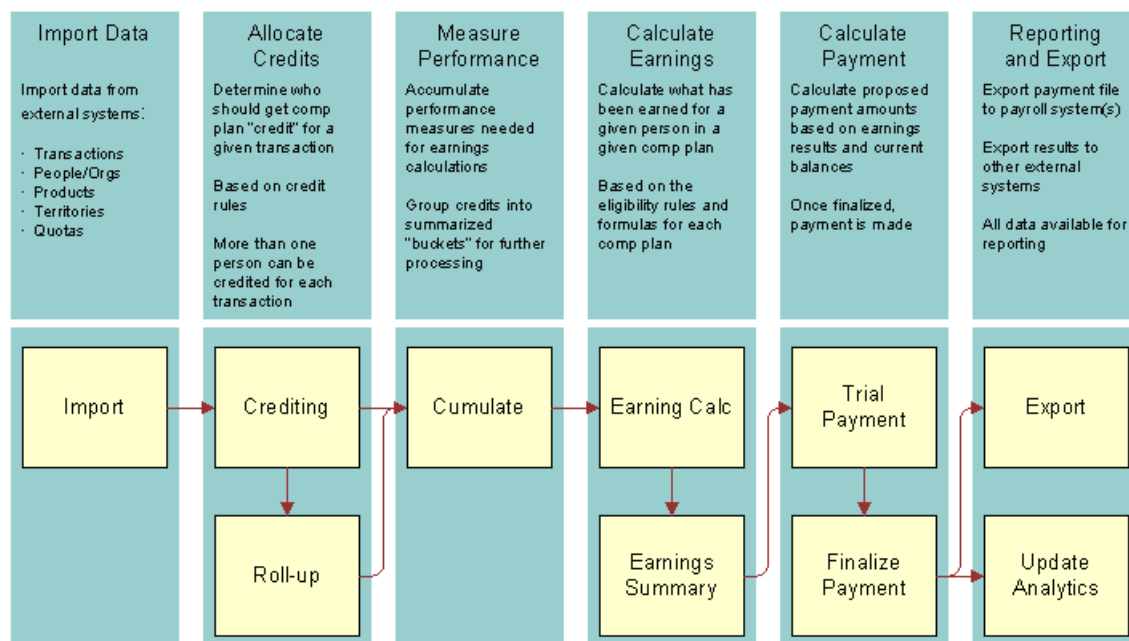 Import Data
Import data from
external systems:
· Transactions
· People/Orgs
· Products
· Territories
· Quotas
Allocate
Credits
Determine who
should get comp
plan "credit" for a
given transaction
Based on credit
rules
More than one
person can be
credited for each
transaction
Measure
Performance
Accumulate
performance
measures needed
for earnings
calculations
Group credits into
summarized
"buckets" for further
processing
Calculate
Earnings
Calculate what has
been earned for a
given person in a
given comp plan
Based on the
eligibility rules and
formulas for each
comp plan
Calculate
Payment
Calculate proposed
payment amounts
based on earnings
results and current
balances
Once finalized,
payment is made
Reporting
and Export
Export payment file
to payroll system(s)
Export results to
other external
systems
All data available for
reporting
Import
Crediting
Cumulate
Earning Calc
Trial
Payment
Export
Roll-up
Earnings
Summary
Finalize
Payment
Update
Analytics